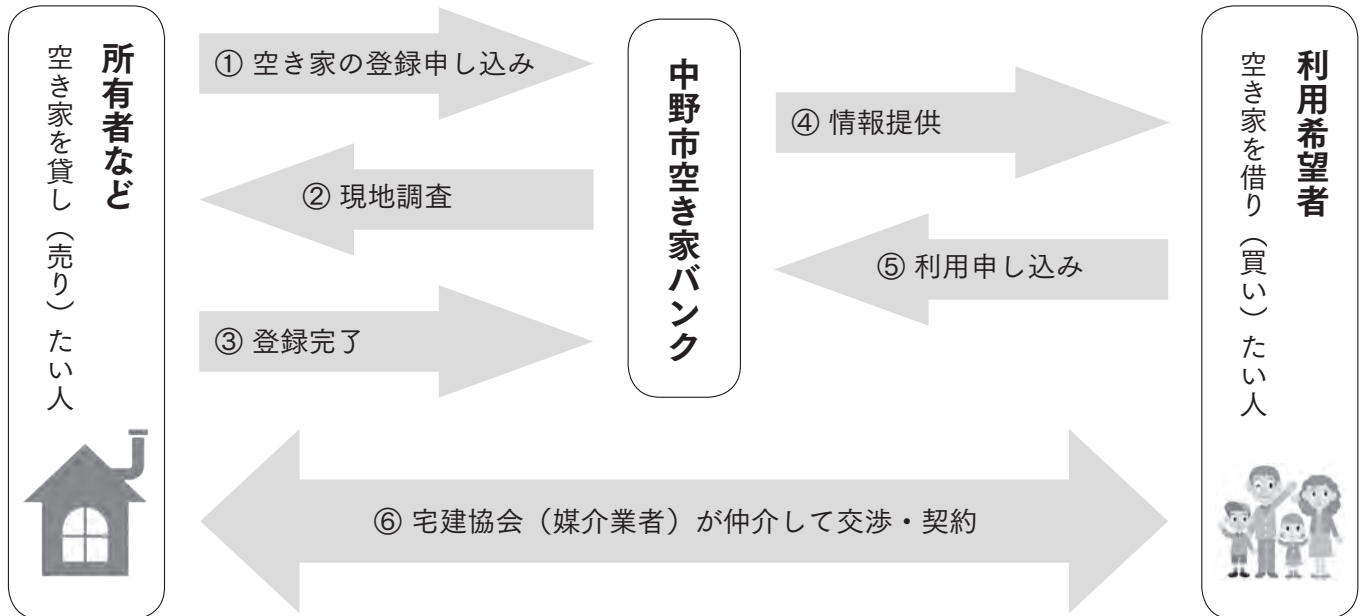 所有者など
空き家を貸し（売り）たい人
① 空き家の登録申し込み
② 現地調査
③ 登録完了
中野市空き家バンク
④ 情報提供
⑤ 利用申し込み
利用希望者
空き家を借り（買い）たい人
⑥ 宅建協会（媒介業者）が仲介して交渉・契約